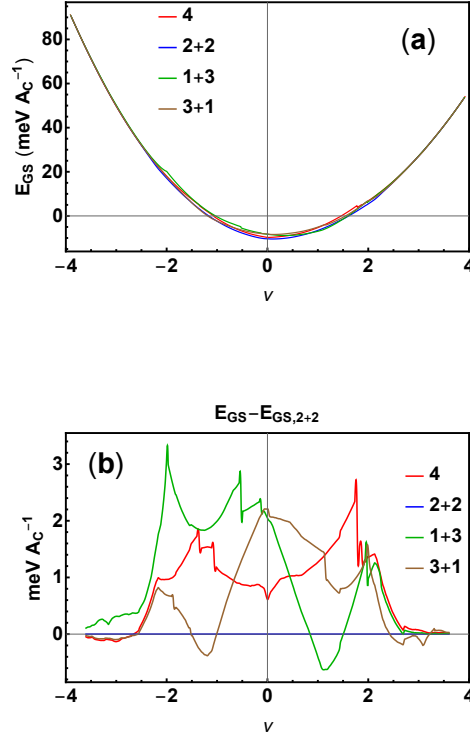 (a)
4
2+2
1+3
3+1
E_GS (meV A_C^{-1})
80
60
40
20
0
−4 −2 0 2 4
ν
E_GS−E_GS,2+2
(b)
4
2+2
1+3
3+1
meV A_C^{-1}
3
2
1
0
−4 −2 0 2 4
ν